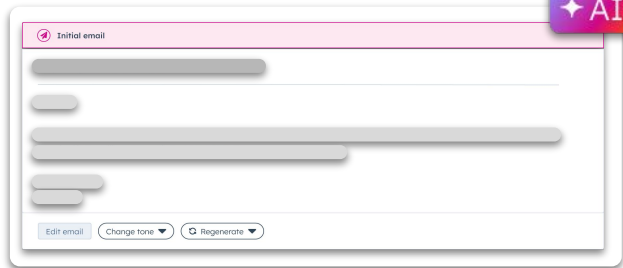 AI
Initial email
Edit email
Change tone
Regenerate